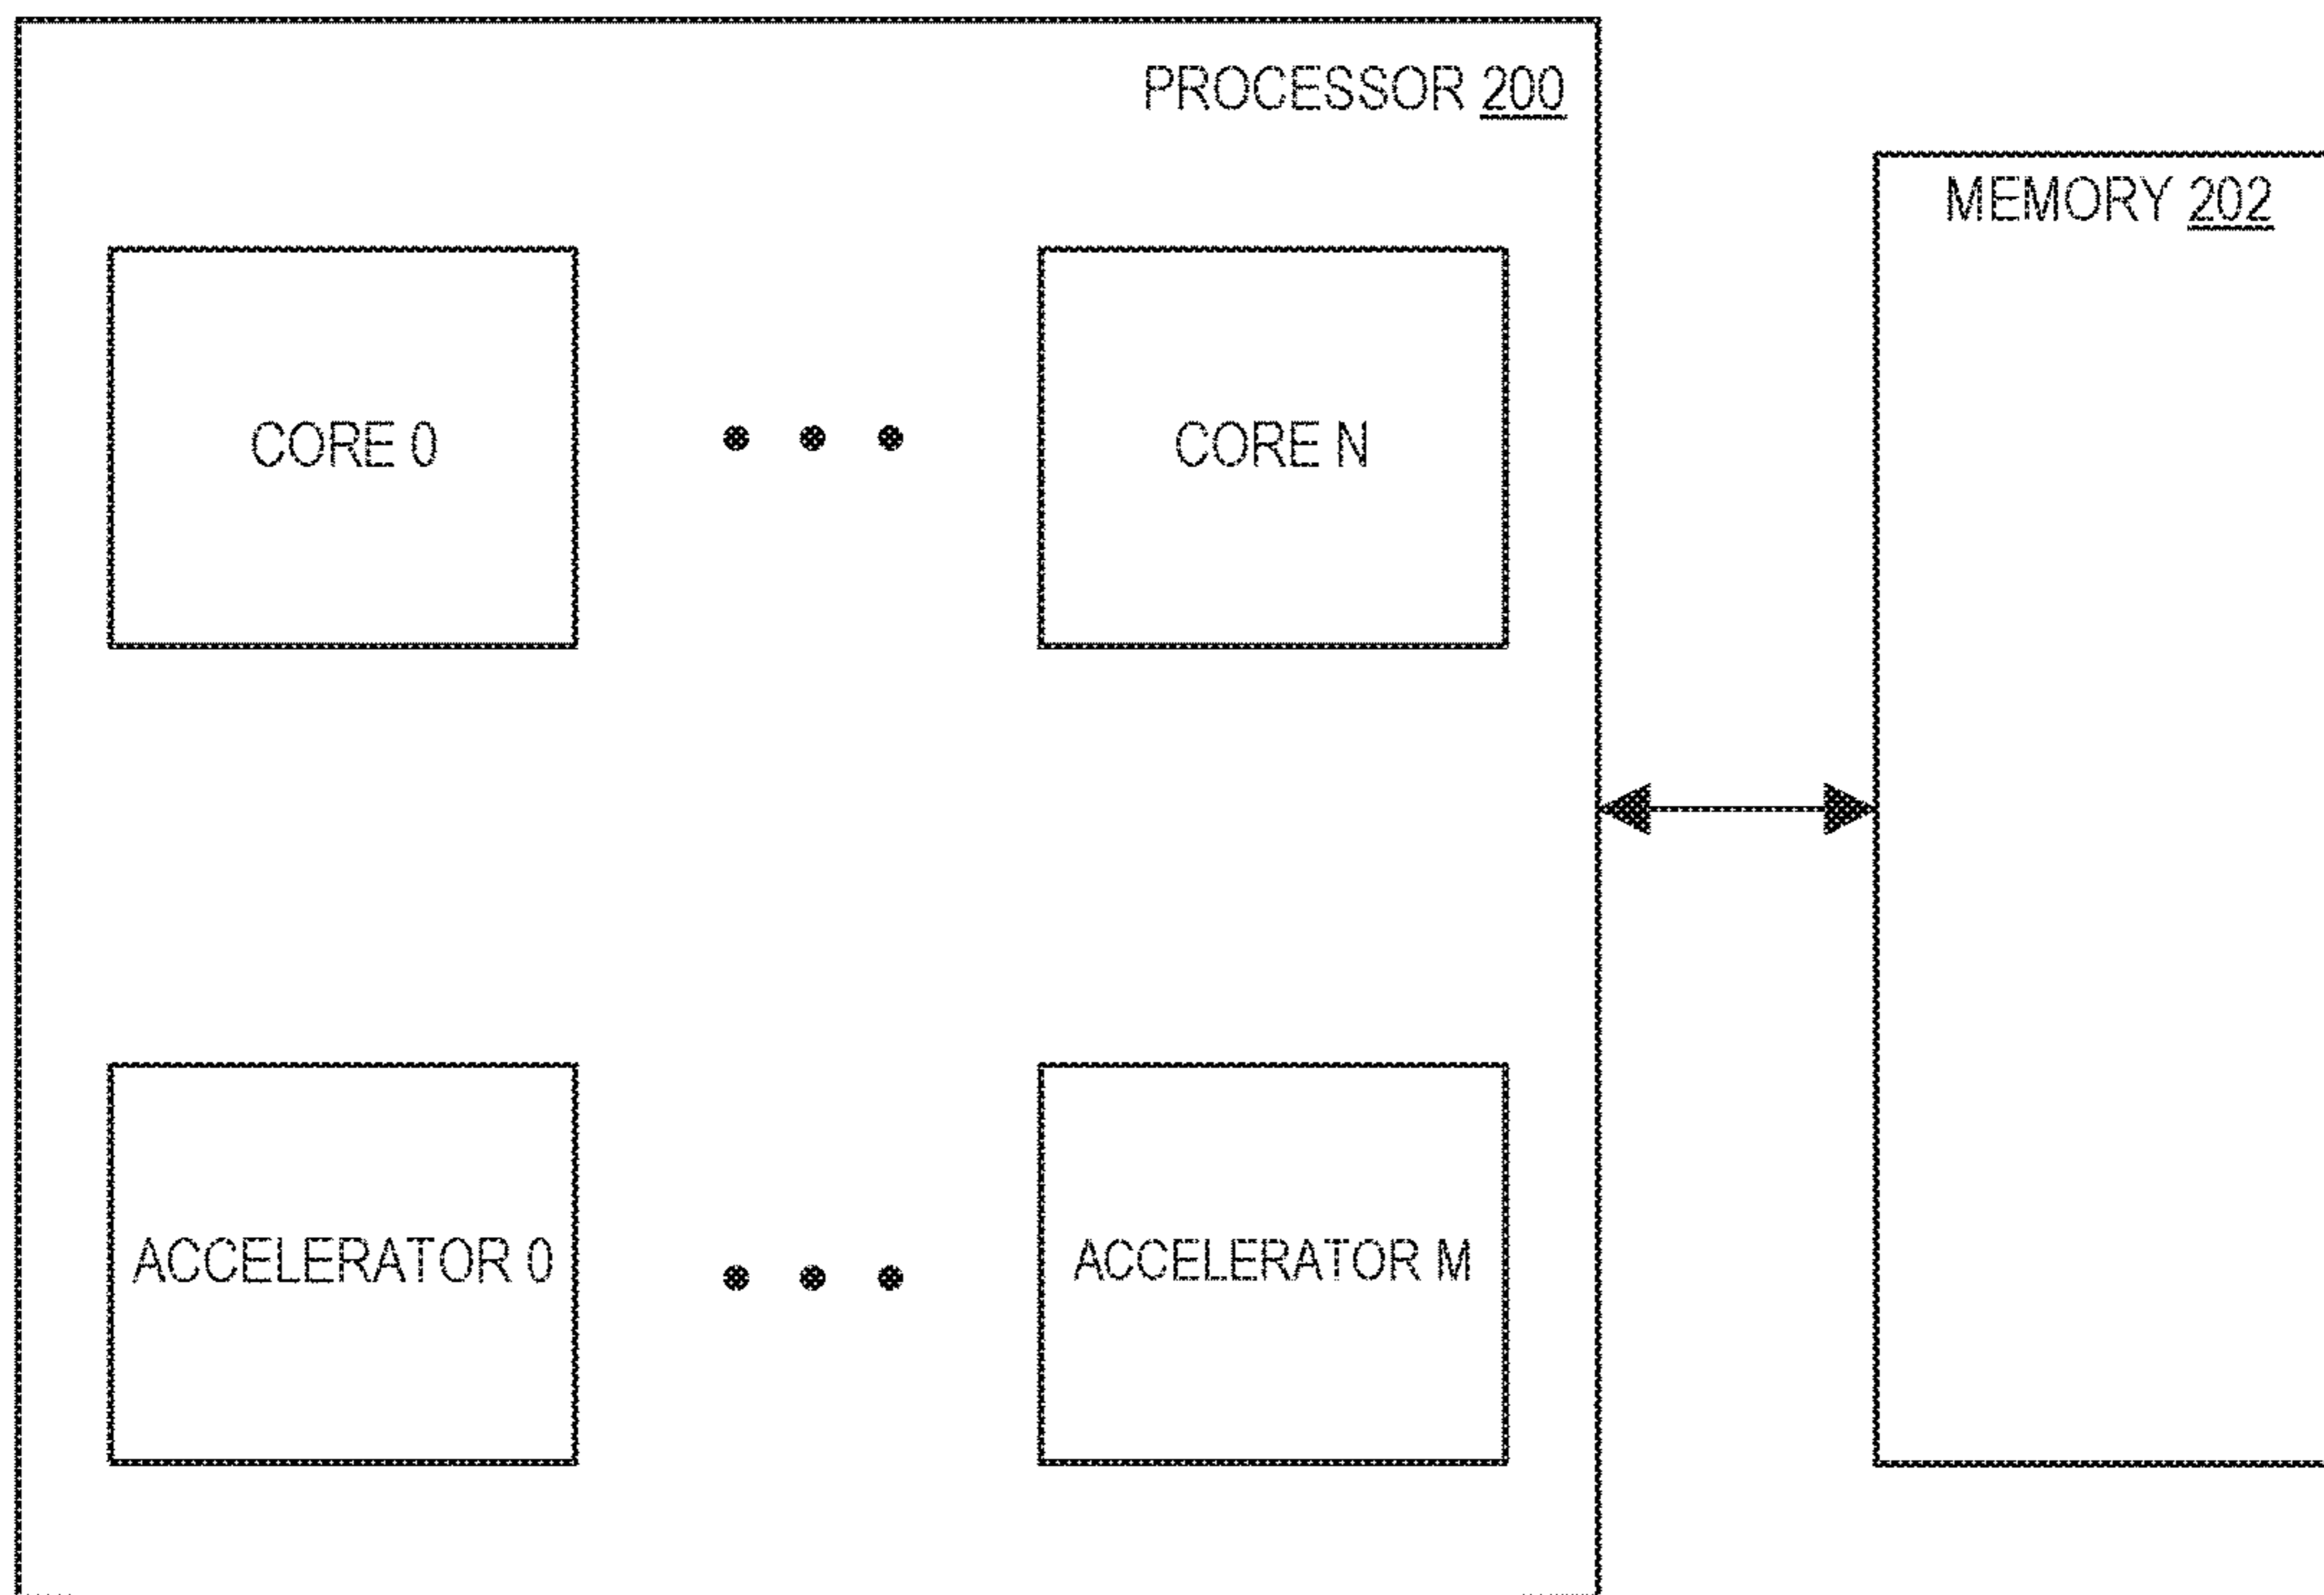 PROCESSOR 200
MEMORY 202
CORE 0
CORE N
ACCELERATOR 0
ACCELERATOR M